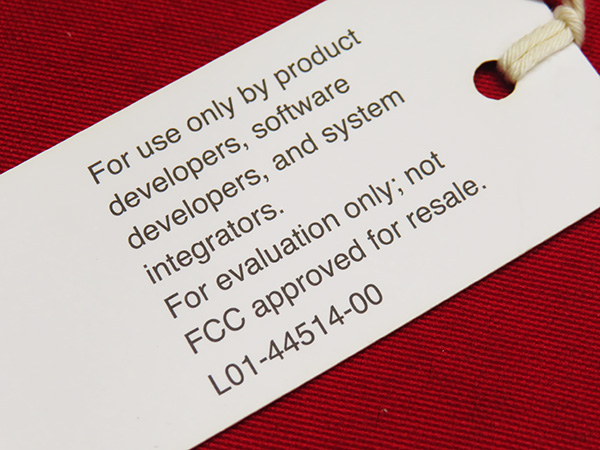 For use only by product
developers, software
developers, and system
integrators.
For evaluation only; not
FCC approved for resale.
L01-44514-00